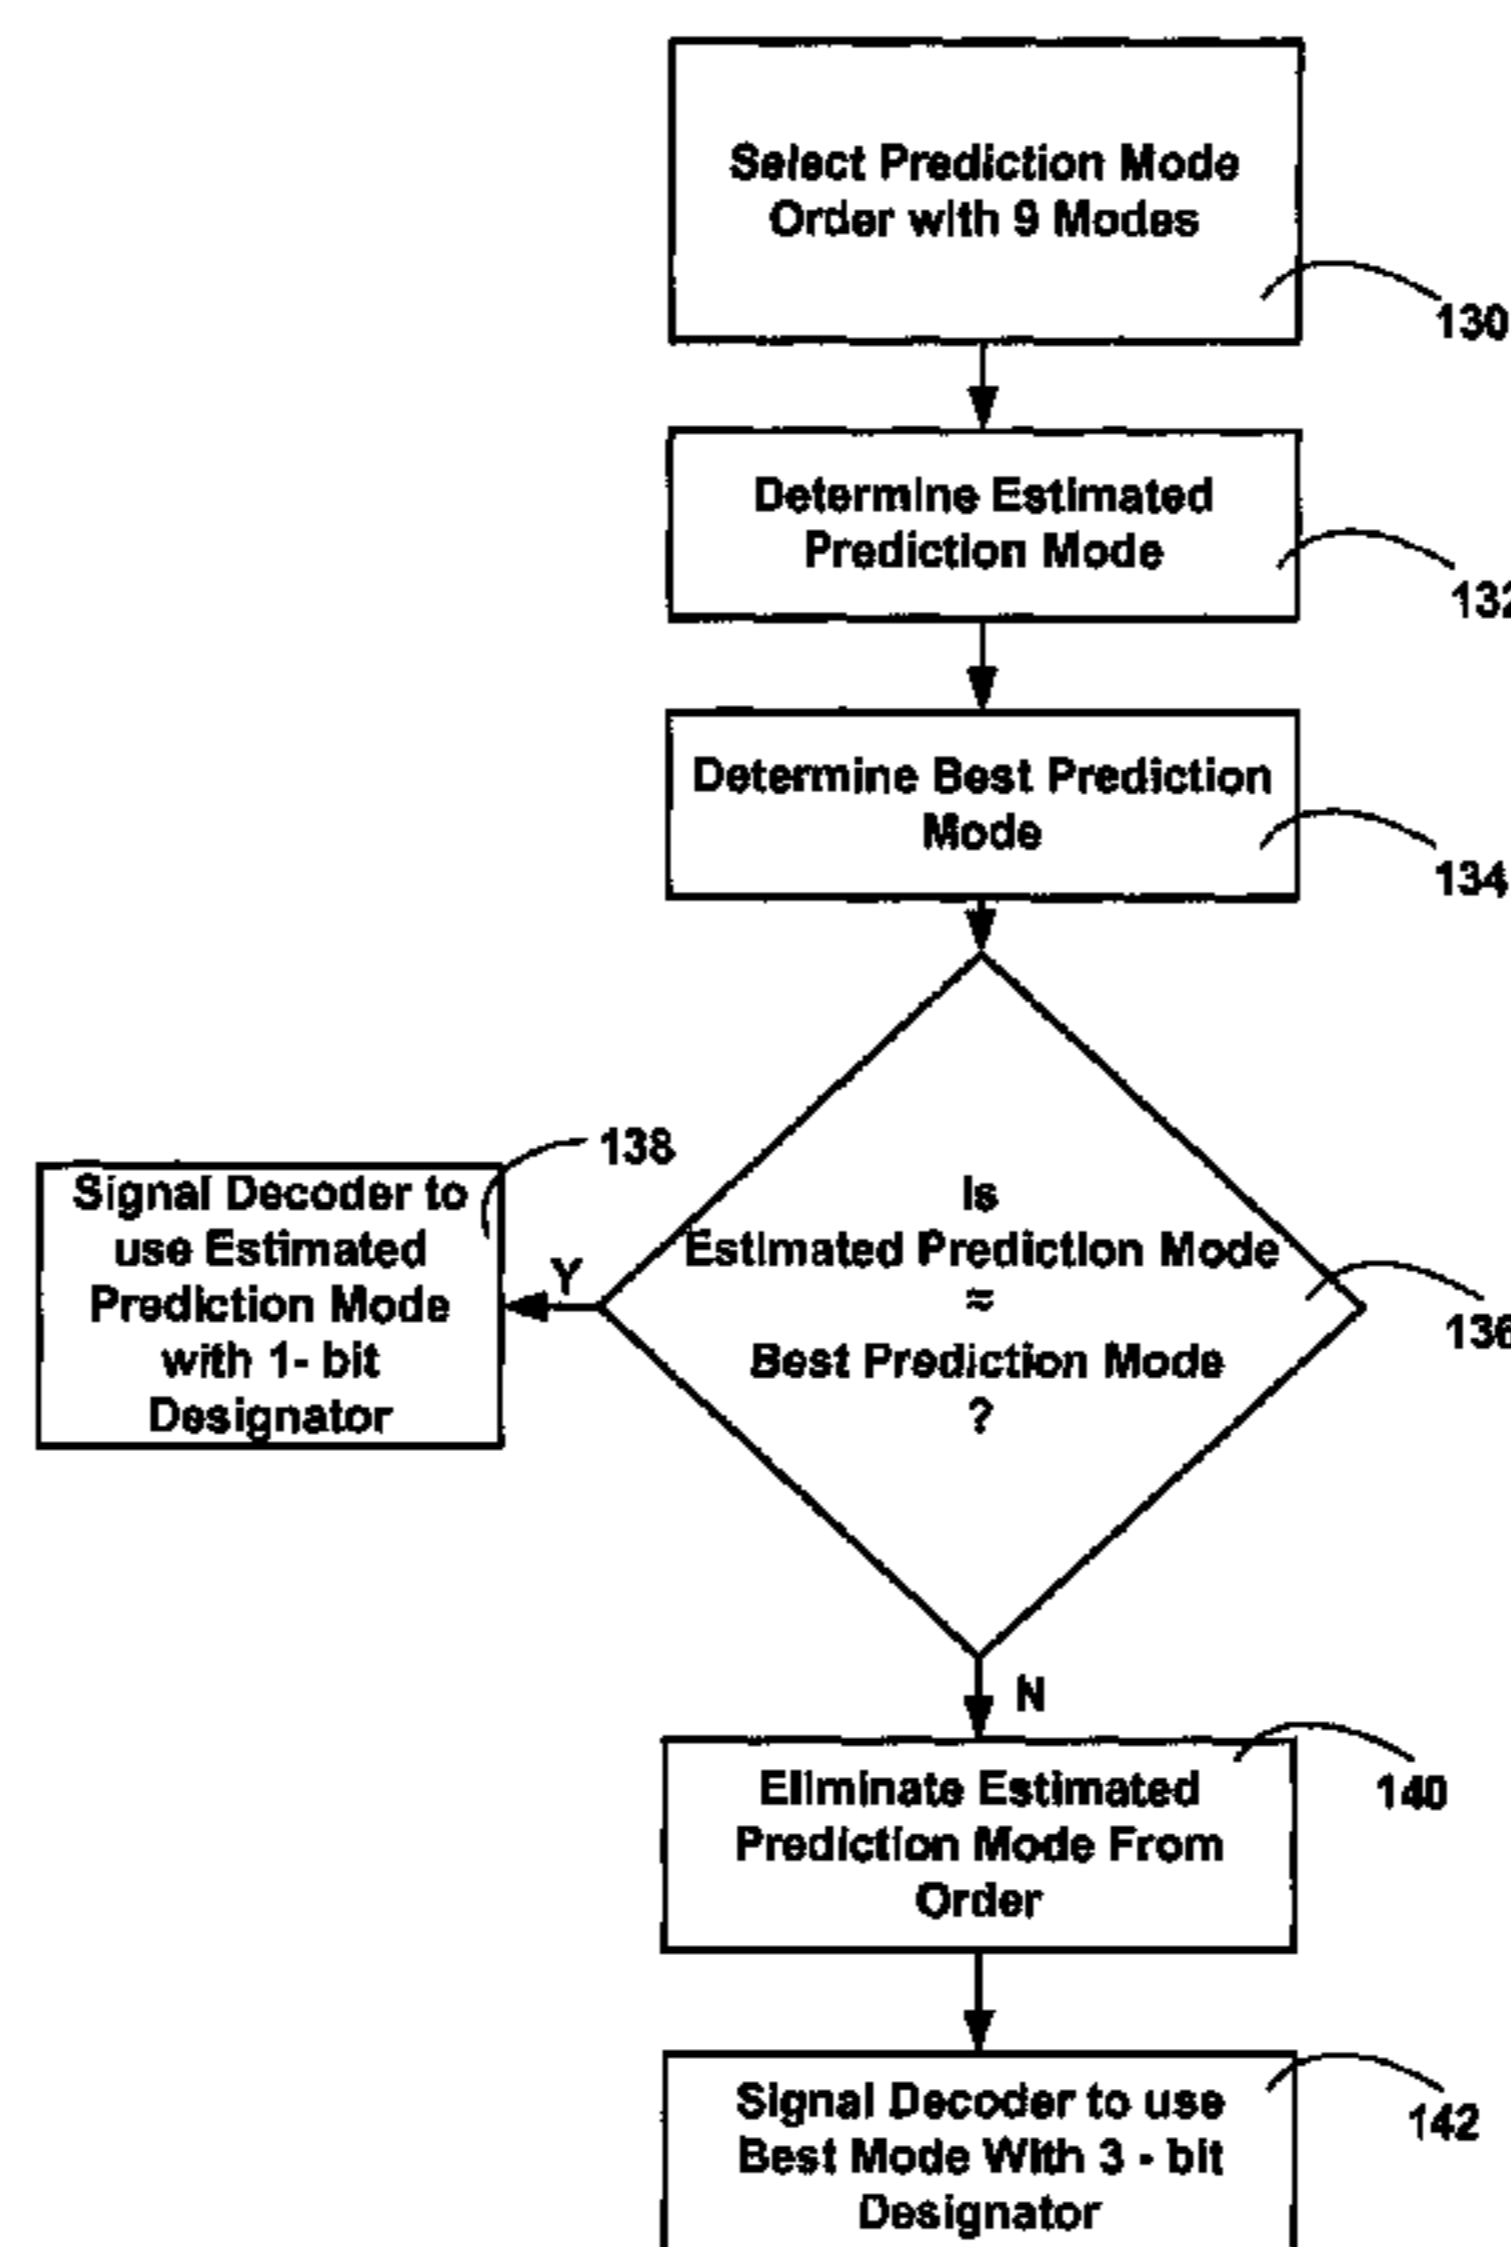 Select Prediction Mode
Order with 9 Modes
130
Determine Estimated
Prediction Mode
132
Determine Best Prediction
Mode
134
138
Signal Decoder to
use Estimated
Prediction Mode
with 1- bit
Designator
Y
Is
Estimated Prediction Mode
≈
Best Prediction Mode
?
136
N
Eliminate Estimated
Prediction Mode From
Order
140
Signal Decoder to use
Best Mode With 3 - bit
Designator
142